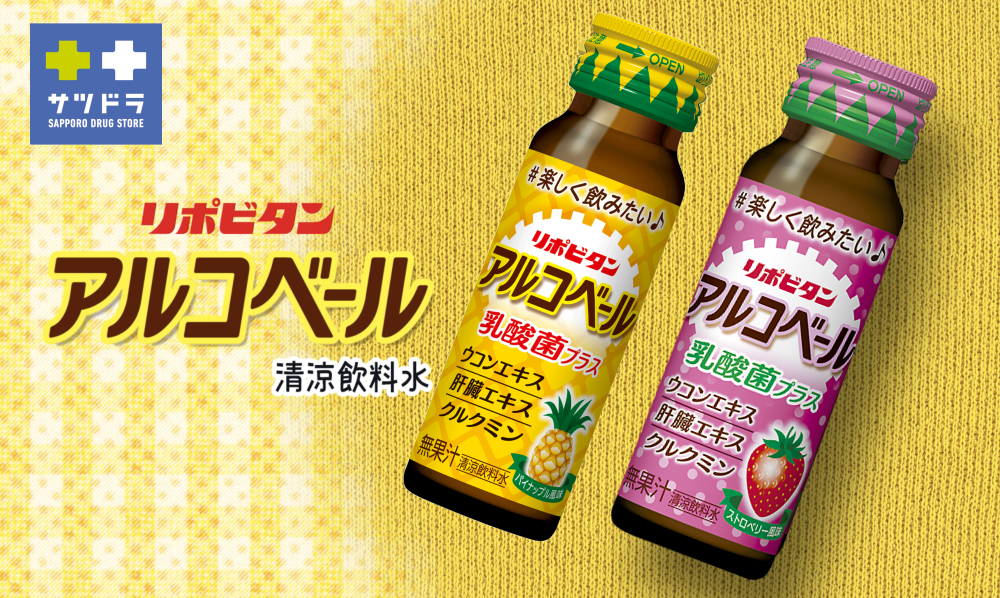 サツドラ
SAPPORO DRUG STORE
リポビタン
アルコベール
清涼飲料水
OPEN
#楽しく飲みたい♪
リポビタン
アルコベール
乳酸菌プラス
ウコンエキス
肝臓エキス
クルクミン
無果汁 清涼飲料水
パイナップル風味
OPEN
#楽しく飲みたい♪
リポビタン
アルコベール
乳酸菌プラス
ウコンエキス
肝臓エキス
クルクミン
無果汁 清涼飲料水
ストロベリー風味